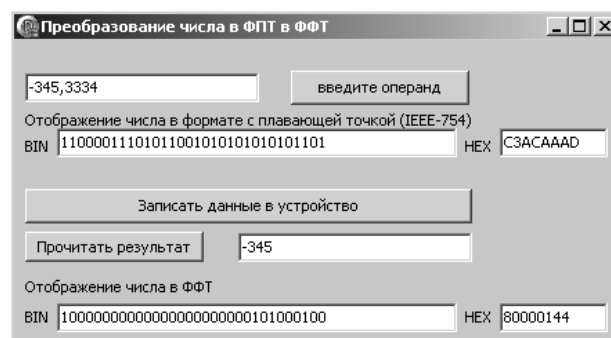 Преобразование числа в ФПТ в ФФТ
-345,3334
введите операнд
Отображение числа в формате с плавающей точкой (IEEE-754)
BIN 11000011101011001010101010101101 HEX C3ACAAAD
Записать данные в устройство
Прочитать результат -345
Отображение числа в ФФТ
BIN 10000000000000000000000101000100 HEX 80000144